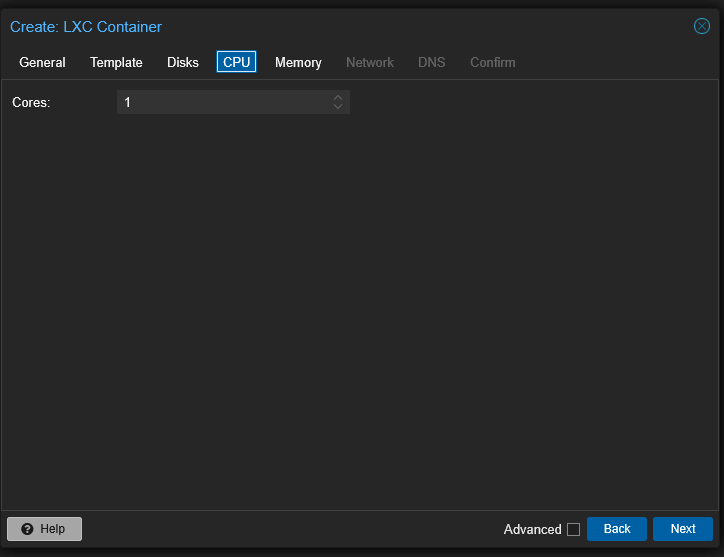 Create: LXC Container
General Template Disks CPU Memory Network DNS Confirm
Cores: 1
Help Advanced Back Next